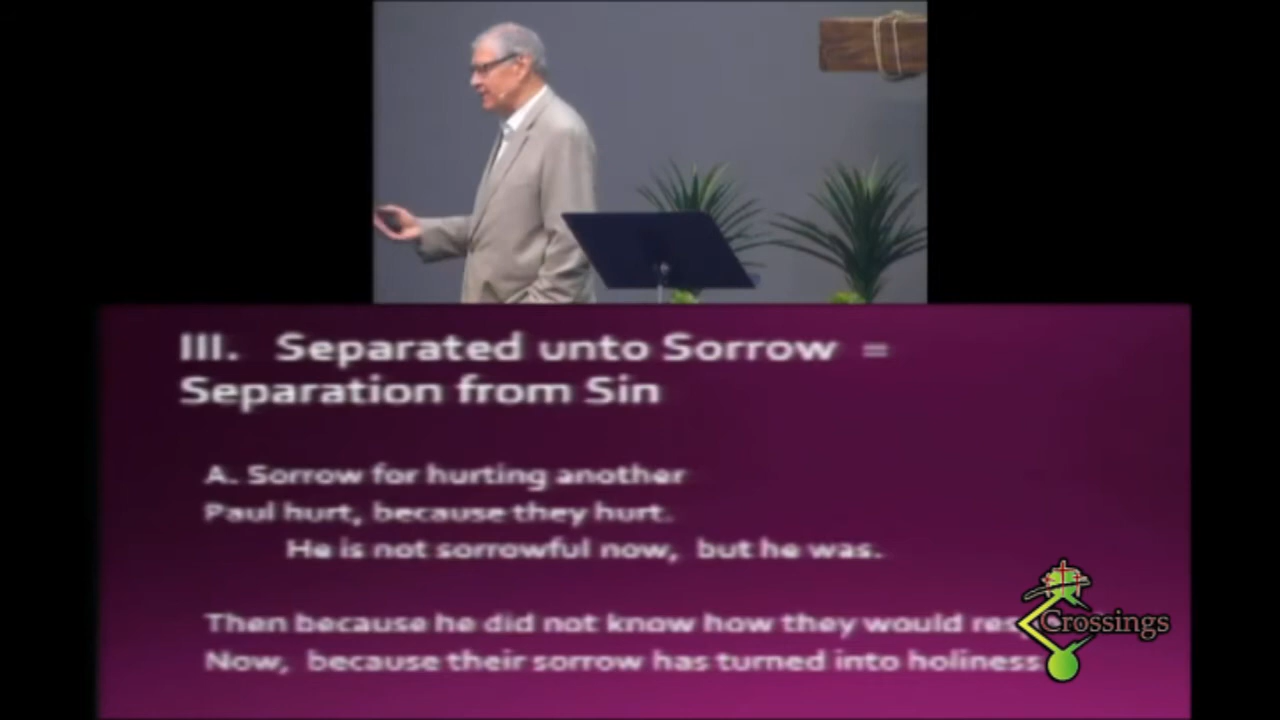 III. Separated unto Sorrow =
Separation from Sin
A. Sorrow for hurting another
Paul hurt, because they hurt.
He is not sorrowful now, but he was.
Then because he did not know how they would
Now, because their sorrow has turned into holiness
Crossings